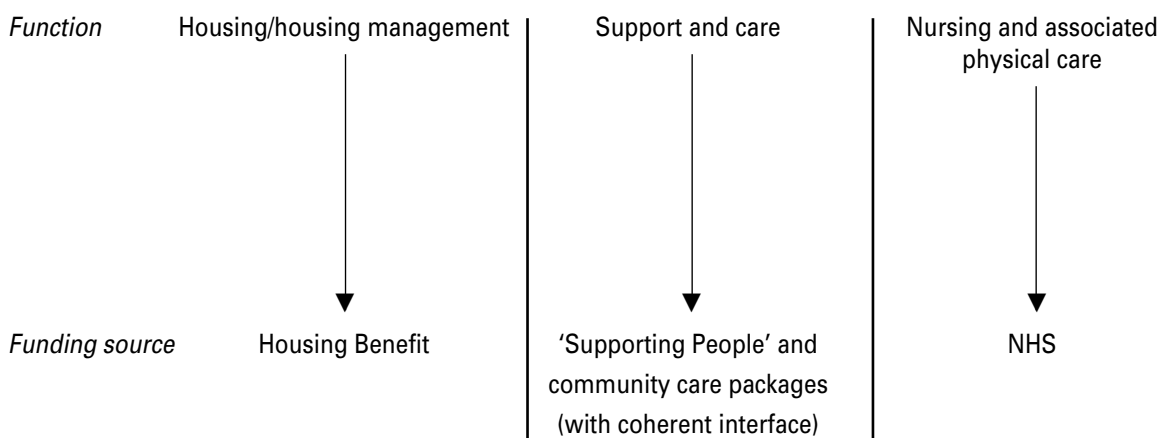 Function Housing/housing management Support and care Nursing and associated
physical care
Funding source Housing Benefit ‘Supporting People’ and NHS
community care packages
(with coherent interface)